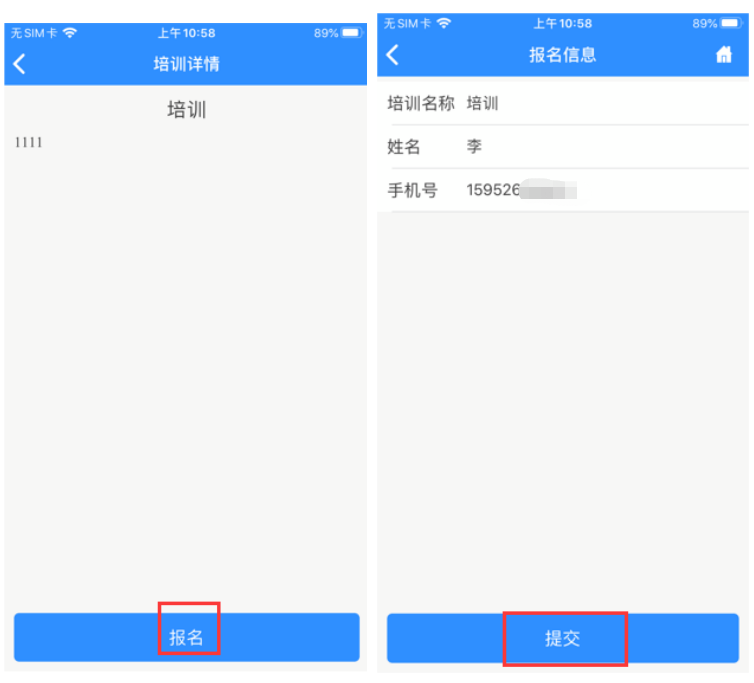 无SIM卡 上午10:58 89%
培训详情
培训
1111
报名
无SIM卡 上午10:58 89%
报名信息
培训名称 培训
姓名 李
手机号 159526
提交